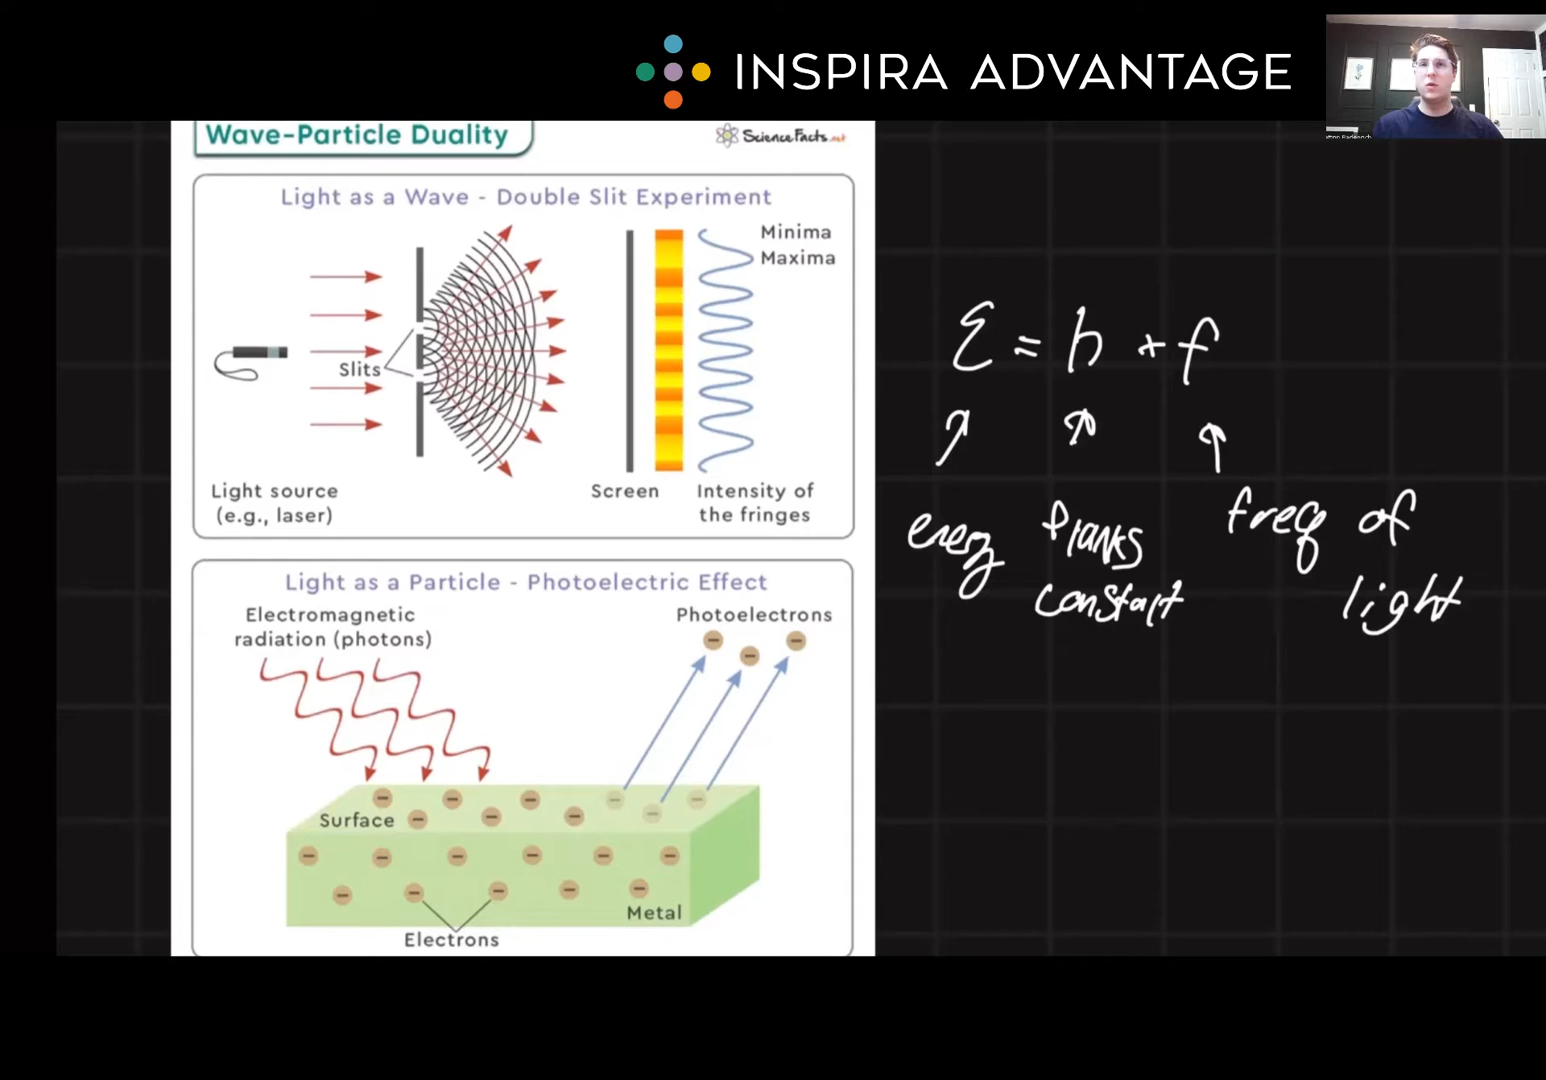 INSPIRA ADVANTAGE
Wave-Particle Duality
ScienceFacts.net
Light as a Wave - Double Slit Experiment
Minima
Maxima
Slits
Light source
(e.g., laser)
Screen
Intensity of
the fringes
Light as a Particle - Photoelectric Effect
Electromagnetic
radiation (photons)
Photoelectrons
Surface
Metal
Electrons
E = h * f
energy
Planks
constant
freq of
light